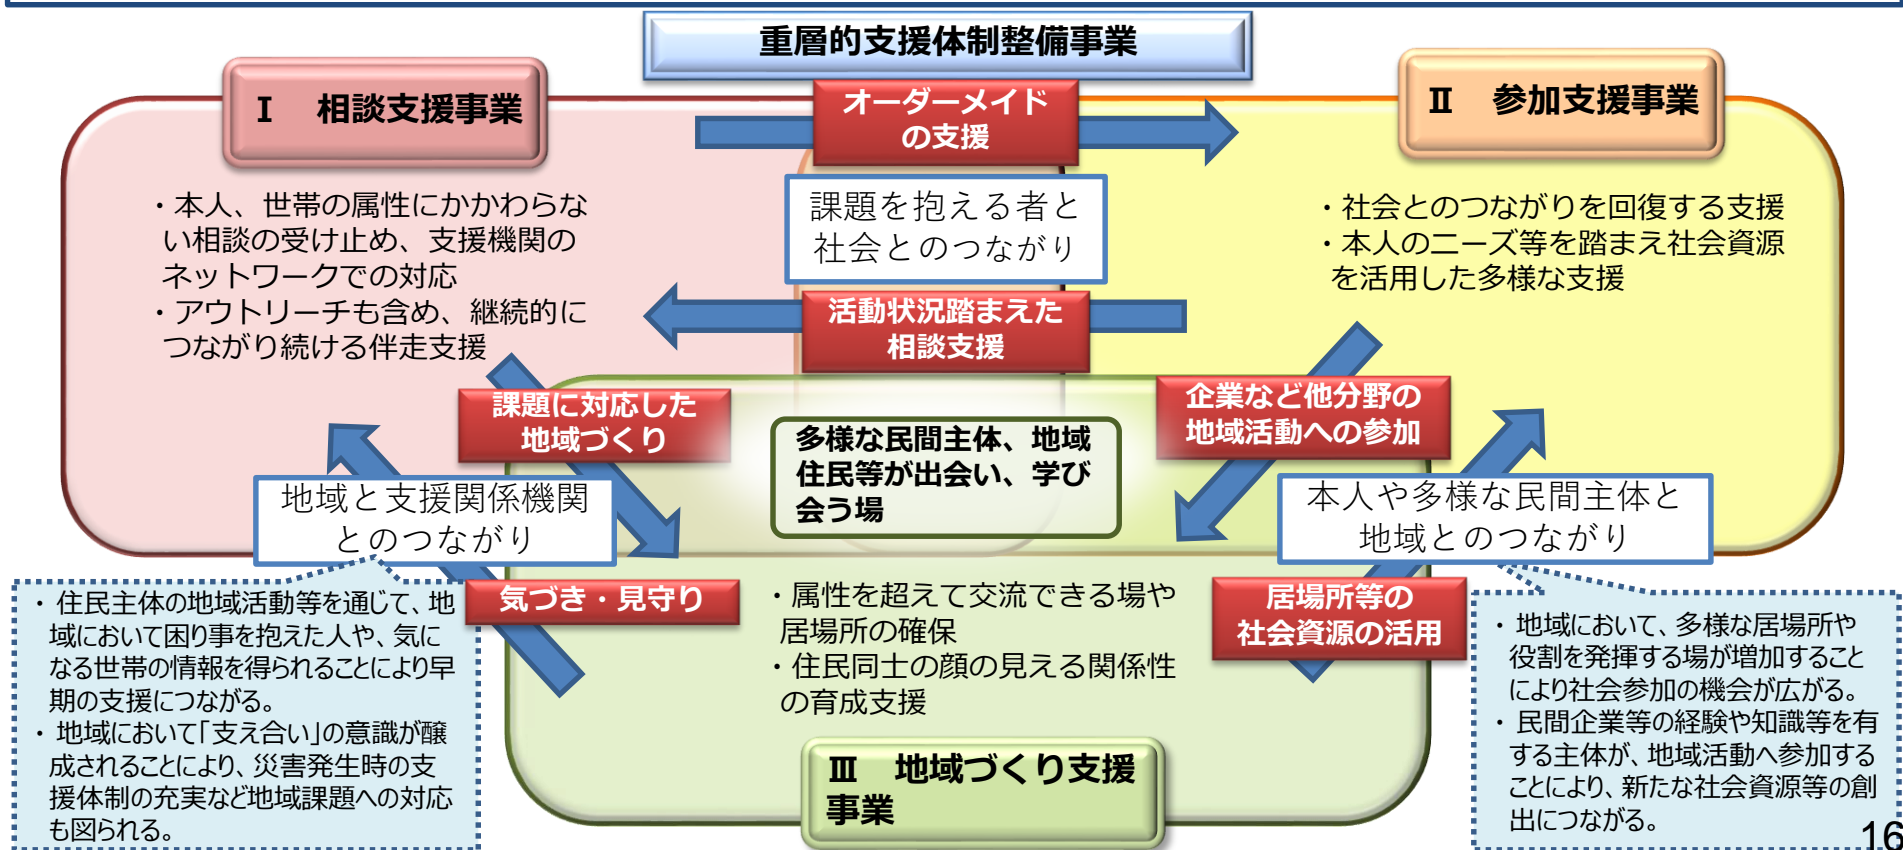 重層的支援体制整備事業
Ⅰ 相談支援事業
オーダーメイド
の支援
Ⅱ 参加支援事業
・本人、世帯の属性にかかわらな
い相談の受け止め、支援機関の
ネットワークでの対応
・アウトリーチも含め、継続的に
つながり続ける伴走支援
課題を抱える者と
社会とのつながり
・社会とのつながりを回復する支援
・本人のニーズ等を踏まえ社会資源
を活用した多様な支援
活動状況踏まえた
相談支援
課題に対応した
地域づくり
多様な民間主体、地域
住民等が出会い、学び
会う場
企業など他分野の
地域活動への参加
地域と支援関係機関
とのつながり
本人や多様な民間主体と
地域とのつながり
気づき・見守り
・属性を超えて交流できる場や
居場所の確保
・住民同士の顔の見える関係性
の育成支援
居場所等の
社会資源の活用
・ 住民主体の地域活動等を通じて、地
域において困り事を抱えた人や、気に
なる世帯の情報を得られることにより早
期の支援につながる。
・ 地域において「支え合い」の意識が醸
成されることにより、災害発生時の支
援体制の充実など地域課題への対応
も図られる。
・ 地域において、多様な居場所や
役割を発揮する場が増加すること
により社会参加の機会が広がる。
・ 民間企業等の経験や知識等を有
する主体が、地域活動へ参加する
ことにより、新たな社会資源等の創
出につながる。
Ⅲ 地域づくり支援
事業
16